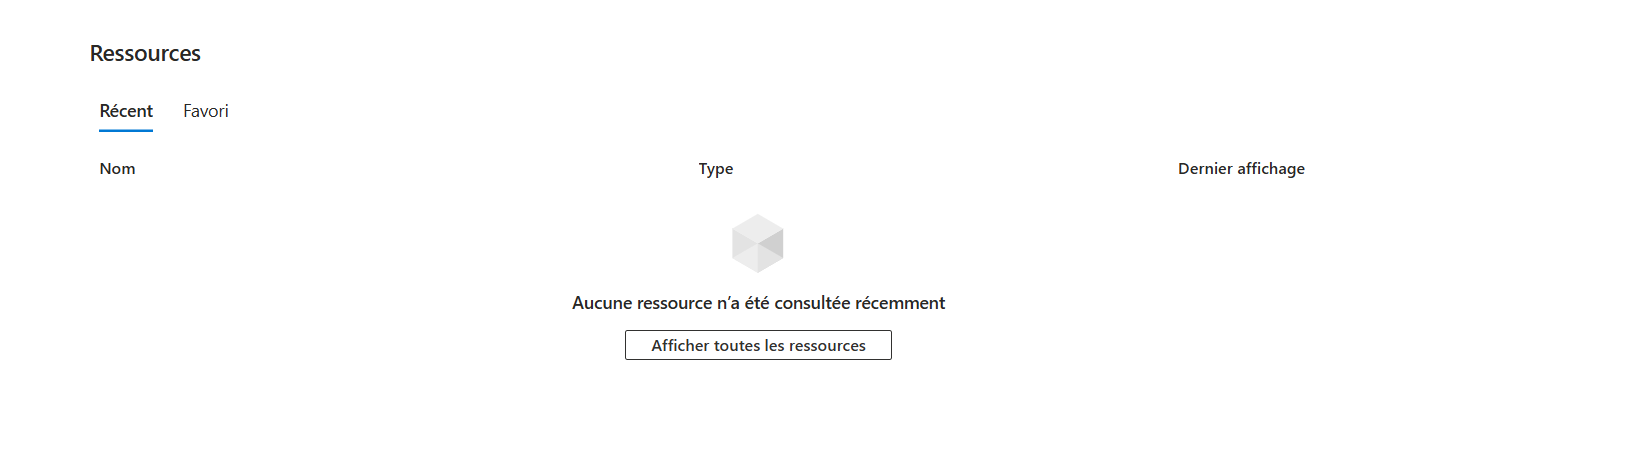 Ressources
Récent Favori
Nom Type Dernier affichage
Aucune ressource n’a été consultée récemment
Afficher toutes les ressources